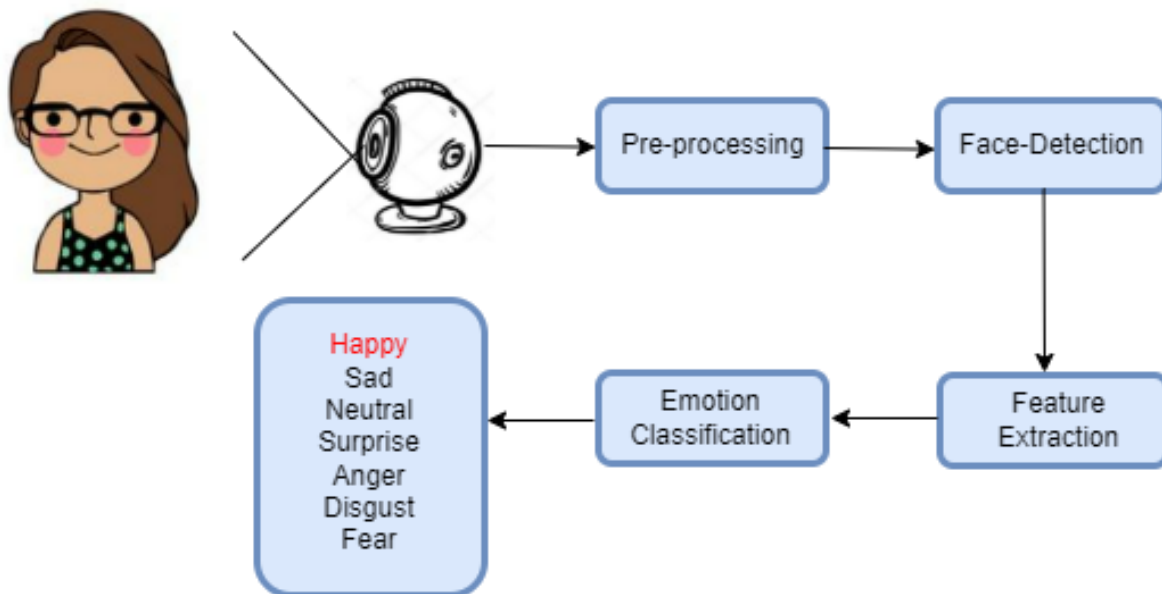 Pre-processing
Face-Detection
Feature
Extraction
Emotion
Classification
Happy
Sad
Neutral
Surprise
Anger
Disgust
Fear